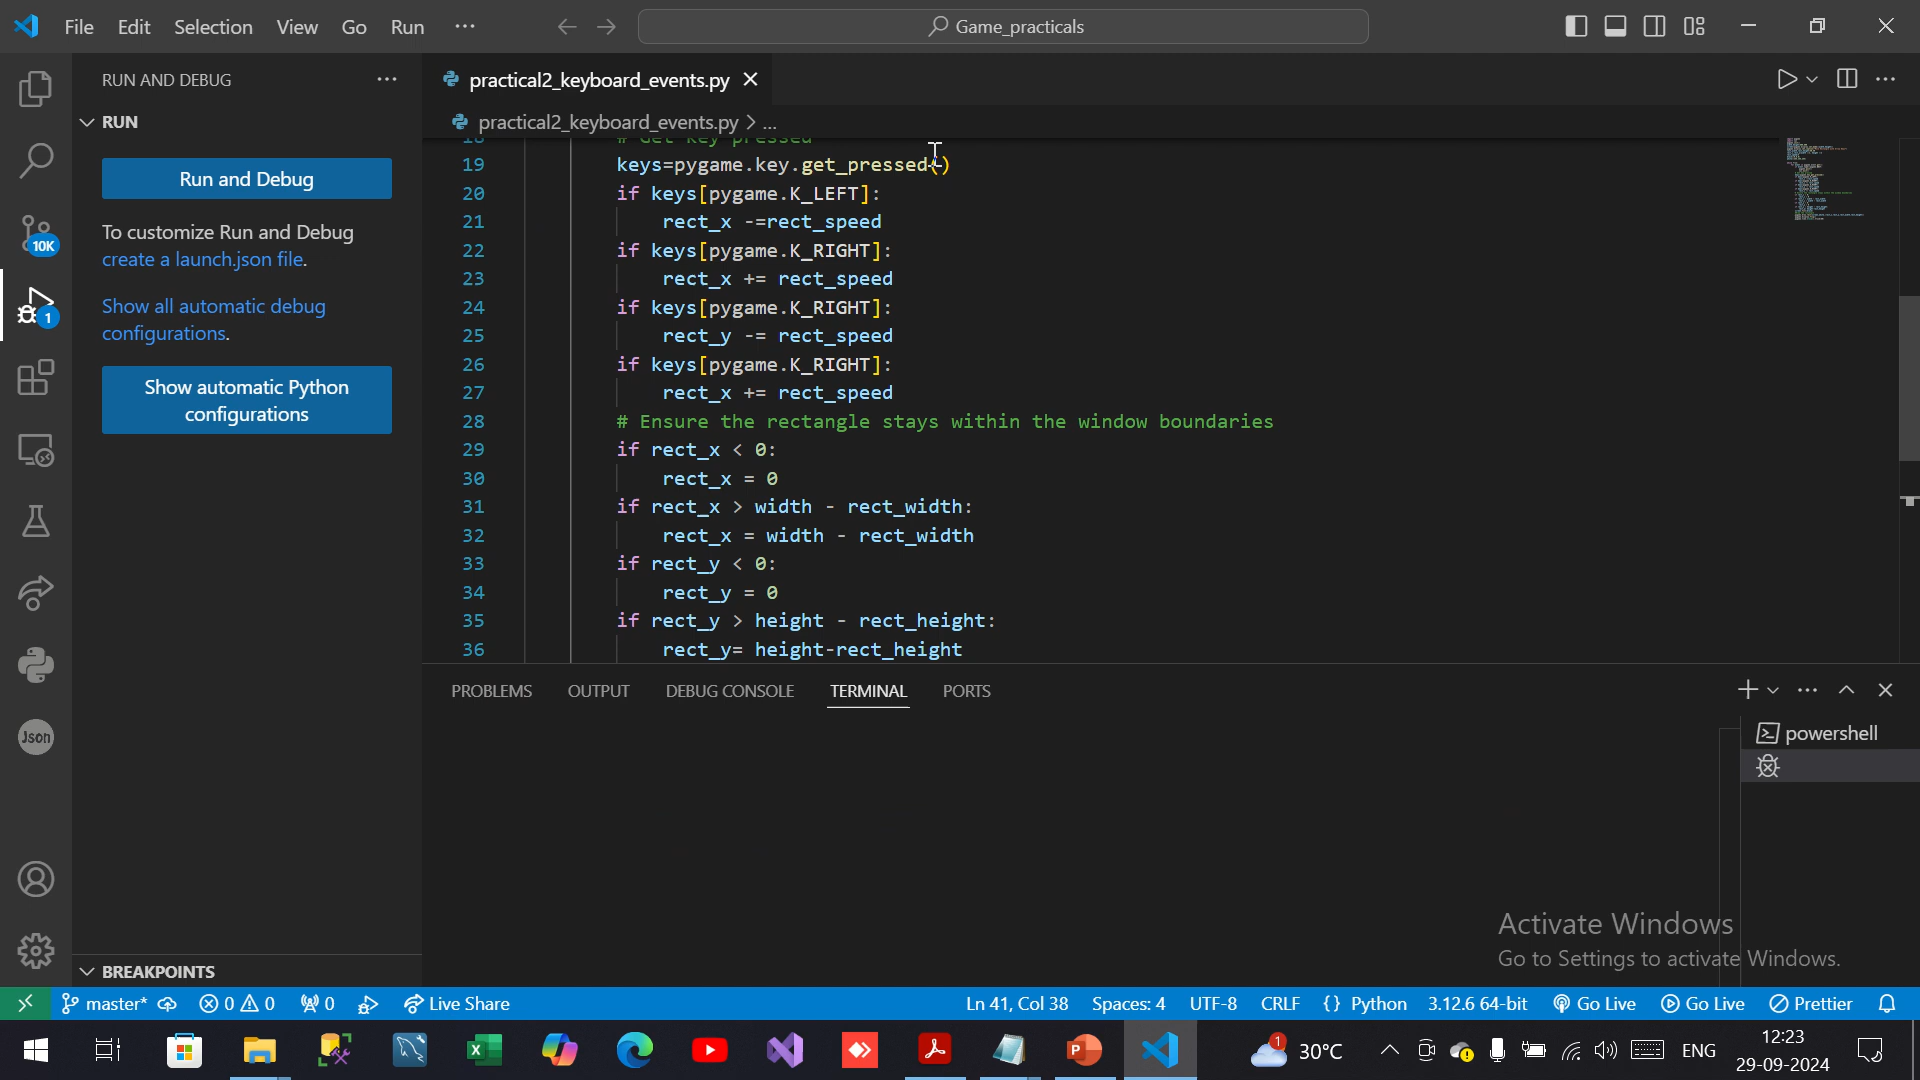 File Edit Selection View Go Run ···
Game_practicals
RUN AND DEBUG ···
RUN
Run and Debug
To customize Run and Debug
create a launch.json file.
Show all automatic debug
configurations.
Show automatic Python
configurations
BREAKPOINTS
10K
1
Json
practical2_keyboard_events.py
practical2_keyboard_events.py > ...
18 # Get key pressed
19 keys=pygame.key.get_pressed()
20 if keys[pygame.K_LEFT]:
21 rect_x -=rect_speed
22 if keys[pygame.K_RIGHT]:
23 rect_x += rect_speed
24 if keys[pygame.K_RIGHT]:
25 rect_y -= rect_speed
26 if keys[pygame.K_RIGHT]:
27 rect_x += rect_speed
28 # Ensure the rectangle stays within the window boundaries
29 if rect_x < 0:
30 rect_x = 0
31 if rect_x > width - rect_width:
32 rect_x = width - rect_width
33 if rect_y < 0:
34 rect_y = 0
35 if rect_y > height - rect_height:
36 rect_y= height-rect_height
PROBLEMS OUTPUT DEBUG CONSOLE TERMINAL PORTS
powershell
Activate Windows
Go to Settings to activate Windows.
master* 0 0 0 Live Share Ln 41, Col 38 Spaces: 4 UTF-8 CRLF {} Python 3.12.6 64-bit Go Live Go Live Prettier
1 30°C ENG 12:23
29-09-2024